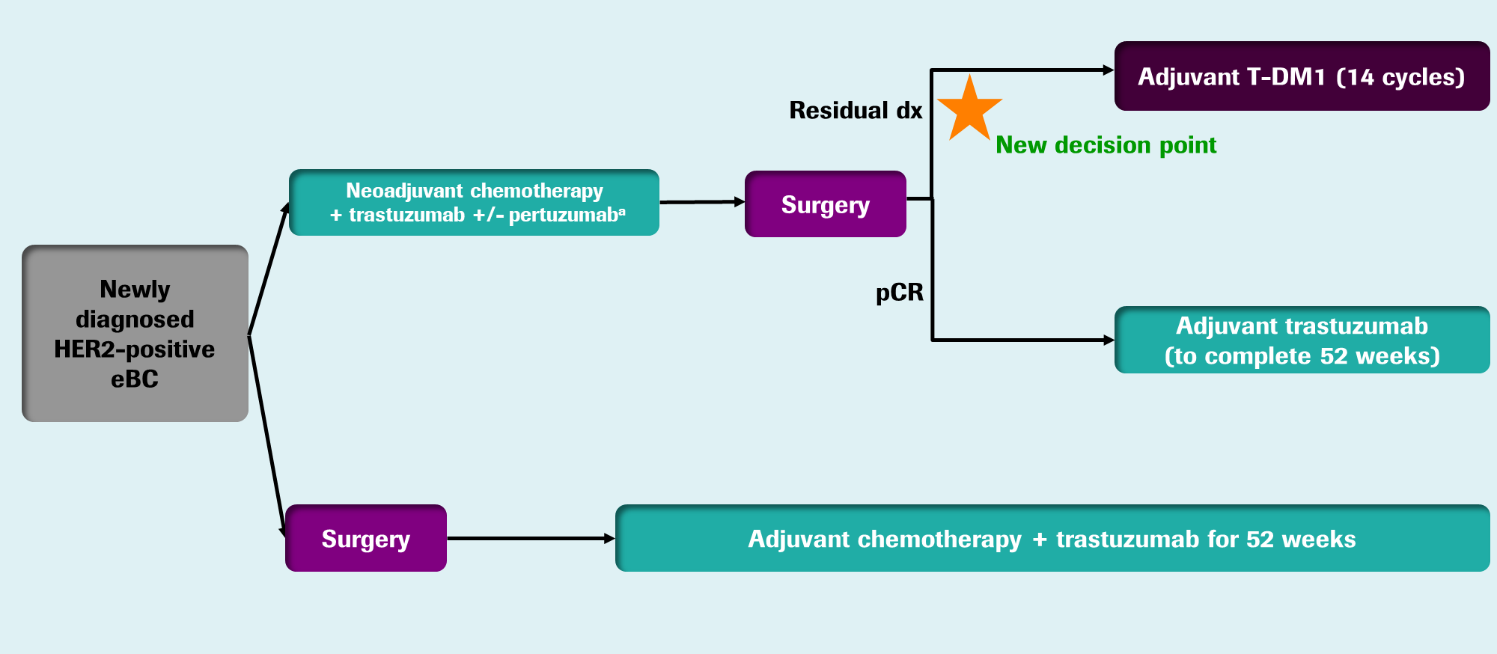 Adjuvant T-DM1 (14 cycles)
Residual dx
New decision point
Neoadjuvant chemotherapy
+ trastuzumab +/- pertuzumabª
Surgery
Newly
diagnosed
HER2-positive
eBC
pCR
Adjuvant trastuzumab
(to complete 52 weeks)
Surgery
Adjuvant chemotherapy + trastuzumab for 52 weeks